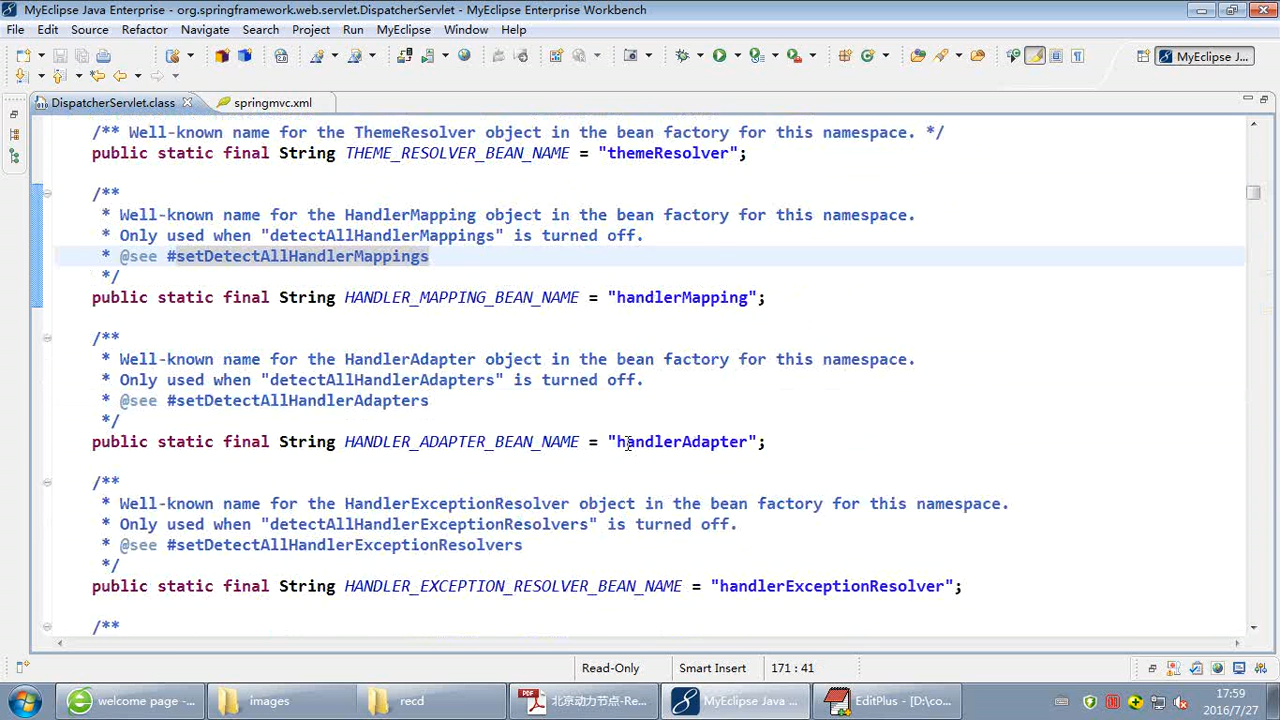 MyEclipse Java Enterprise - org.springframework.web.servlet.DispatcherServlet - MyEclipse Enterprise Workbench
File Edit Source Refactor Navigate Search Project Run MyEclipse Window Help
MyEclipse J...
DispatcherServlet.class springmvc.xml
/** Well-known name for the ThemeResolver object in the bean factory for this namespace. */
public static final String THEME_RESOLVER_BEAN_NAME = "themeResolver";
/**
* Well-known name for the HandlerMapping object in the bean factory for this namespace.
* Only used when "detectAllHandlerMappings" is turned off.
* @see #setDetectAllHandlerMappings
*/
public static final String HANDLER_MAPPING_BEAN_NAME = "handlerMapping";
/**
* Well-known name for the HandlerAdapter object in the bean factory for this namespace.
* Only used when "detectAllHandlerAdapters" is turned off.
* @see #setDetectAllHandlerAdapters
*/
public static final String HANDLER_ADAPTER_BEAN_NAME = "handlerAdapter";
/**
* Well-known name for the HandlerExceptionResolver object in the bean factory for this namespace.
* Only used when "detectAllHandlerExceptionResolvers" is turned off.
* @see #setDetectAllHandlerExceptionResolvers
*/
public static final String HANDLER_EXCEPTION_RESOLVER_BEAN_NAME = "handlerExceptionResolver";
/**
Read-Only Smart Insert 171 : 41
welcome page -... images recd 北京动力节点-Re... MyEclipse Java ... EditPlus - [D:\co... 17:59
2016/7/27